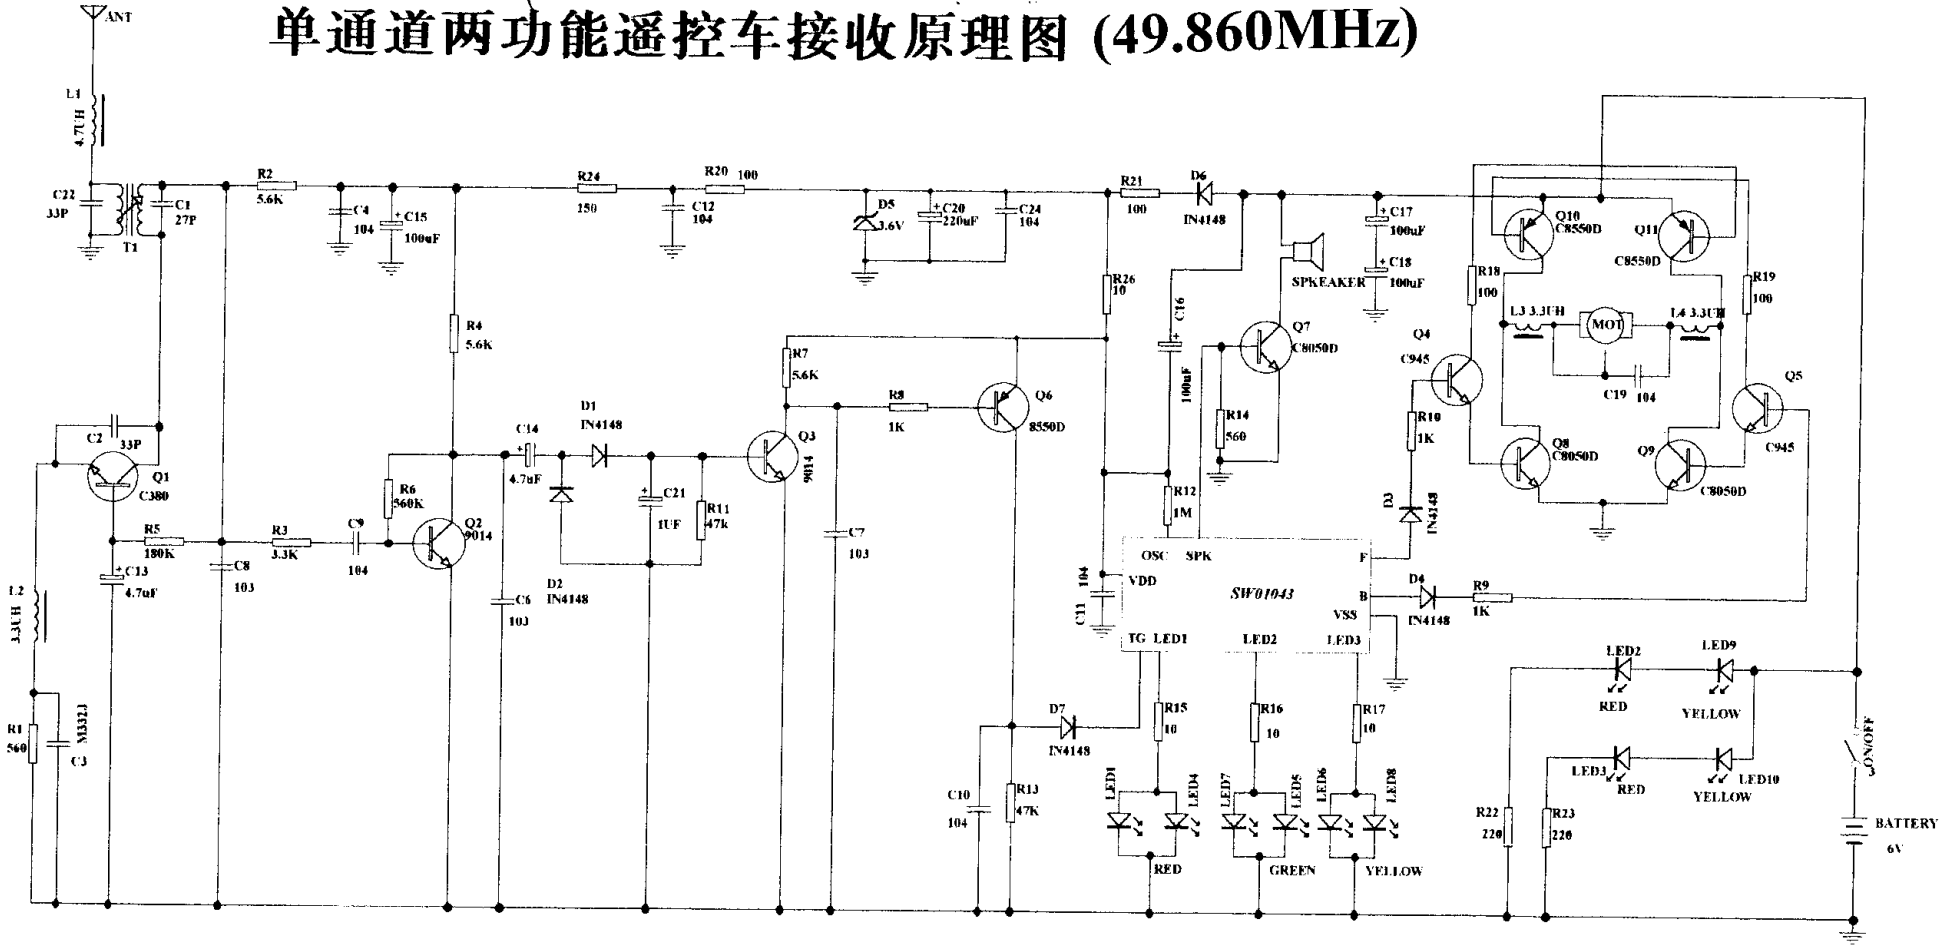 单通道两功能遥控车接收原理图 (49.860MHz)
ANT
L1
4.7UH
C22
33P
T1
C1
27P
R2
5.6K
C4
104
C15
100uF
R24
150
C12
104
R20 100
D5
3.6V
C20
220uF
C24
104
R21
100
D6
IN4148
R26
10
C16
100uF
SPKEAKER
C17
100uF
C18
100uF
Q10
C8550D
Q11
C8550D
R18
100
R19
100
L3 3.3UH
MOT
L4 3.3UH
C19
104
Q4
C945
Q5
C945
Q7
C8050D
R14
560
R10
1K
Q8
C8050D
Q9
C8050D
D3
IN4148
R4
5.6K
R7
5.6K
R8
1K
Q6
8550D
C2
33P
Q1
C380
C14
4.7uF
D1
IN4148
Q3
9014
R6
560K
Q2
9014
C21
1UF
R11
47k
R5
180K
R3
3.3K
C9
104
C13
4.7uF
C8
103
D2
IN4148
C6
103
C7
103
L2
3.3UH
R1
560
M332J
C3
R12
1M
OSC SPK
VDD
SW01043
F
B
VSS
TG LED1
LED2
LED3
C11
104
D4
IN4148
R9
1K
D7
IN4148
C10
104
R13
47K
R15
10
R16
10
R17
10
LED1
LED4
RED
LED7
LED5
GREEN
LED6
LED8
YELLOW
LED2
RED
LED9
YELLOW
LED3
RED
LED10
YELLOW
R22
220
R23
220
ON/OFF
BATTERY
6V